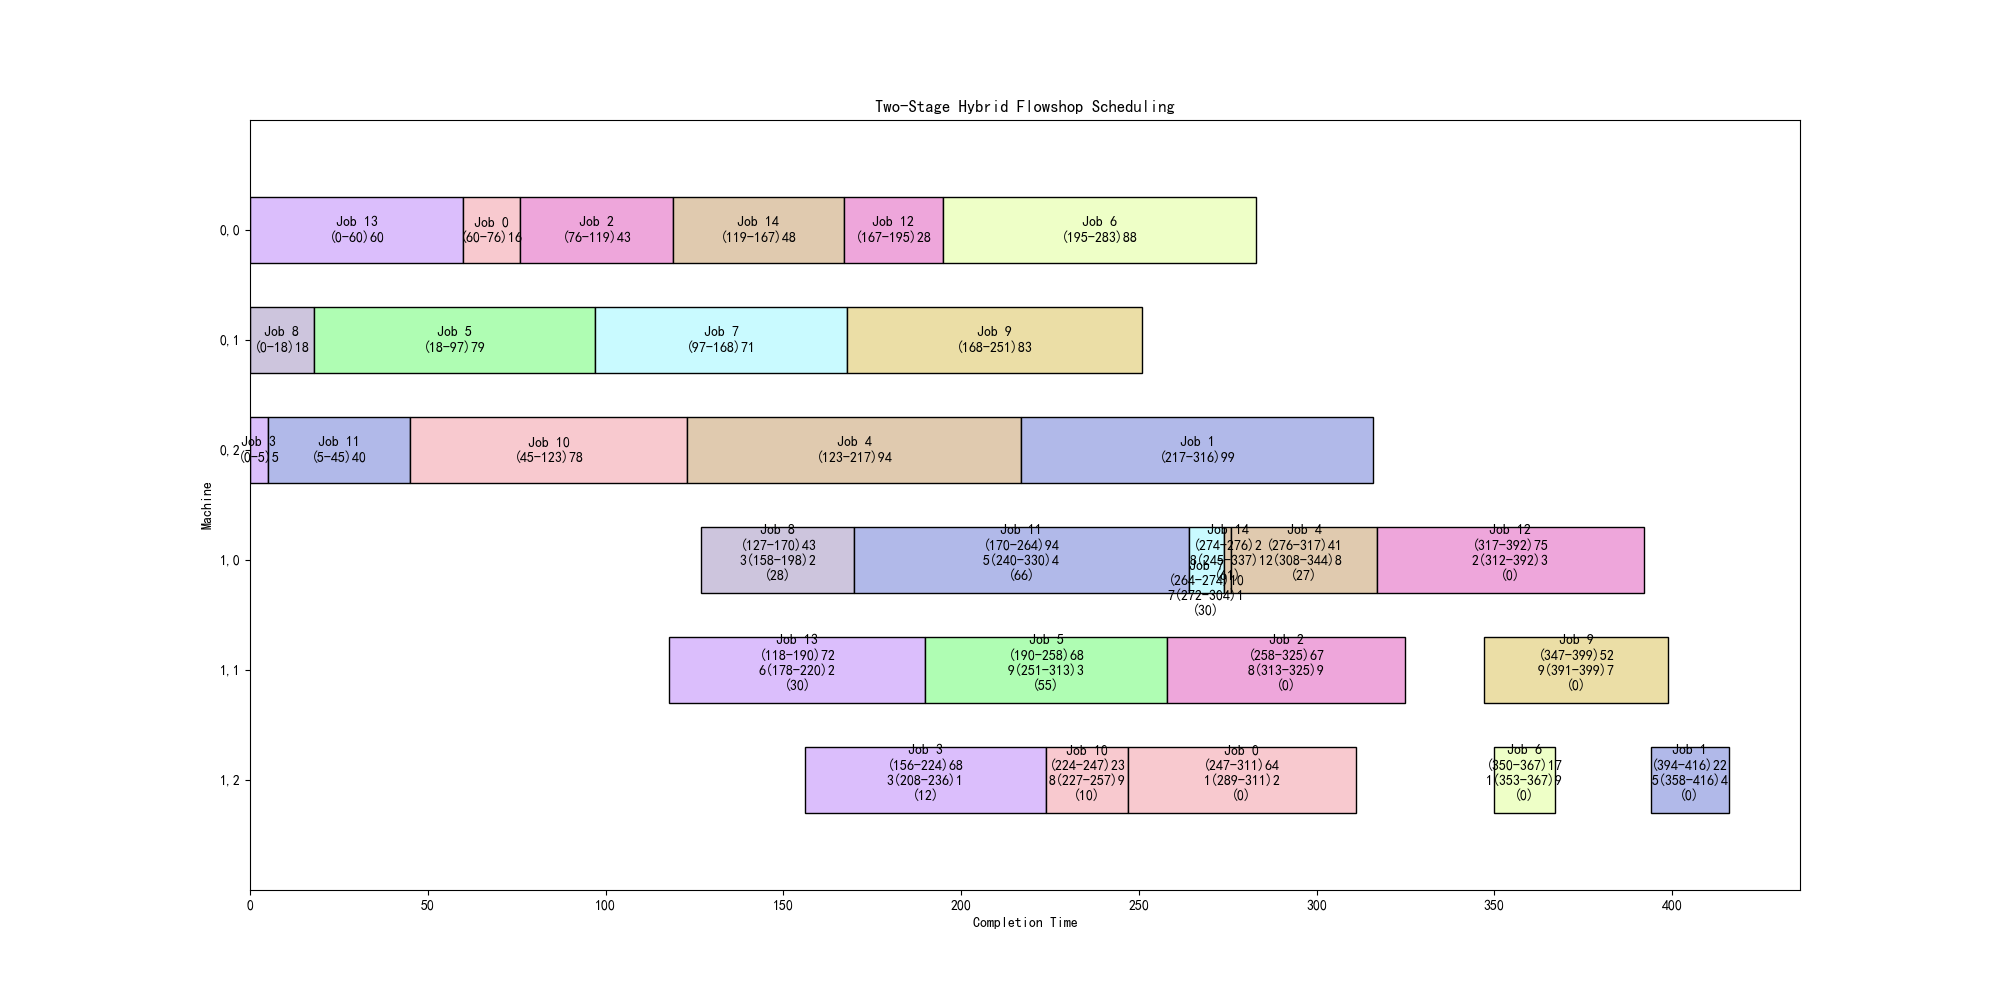 Two-Stage Hybrid Flowshop Scheduling
Machine
0,0
Job 13
(0-60)60
Job 0
(60-76)16
Job 2
(76-119)43
Job 14
(119-167)48
Job 12
(167-195)28
Job 6
(195-283)88
0,1
Job 8
(0-18)18
Job 5
(18-97)79
Job 7
(97-168)71
Job 9
(168-251)83
0,2
Job 3
(0-5)5
Job 11
(5-45)40
Job 10
(45-123)78
Job 4
(123-217)94
Job 1
(217-316)99
1,0
Job 8
(127-170)43
3(158-198)2
(28)
Job 11
(170-264)94
5(240-330)4
(66)
Job 7
(264-274)10
7(272-304)1
(30)
Job 14
(274-276)2
8(245-337)1
(61)
Job 4
(276-317)41
2(308-344)8
(27)
Job 12
(317-392)75
2(312-392)3
(0)
1,1
Job 13
(118-190)72
6(178-220)2
(30)
Job 5
(190-258)68
9(251-313)3
(55)
Job 2
(258-325)67
8(313-325)9
(0)
Job 9
(347-399)52
9(391-399)7
(0)
1,2
Job 3
(156-224)68
3(208-236)1
(12)
Job 10
(224-247)23
8(227-257)9
(10)
Job 0
(247-311)64
1(289-311)2
(0)
Job 6
(350-367)17
1(353-367)9
(0)
Job 1
(394-416)22
5(358-416)4
(0)
0
50
100
150
200
250
300
350
400
Completion Time